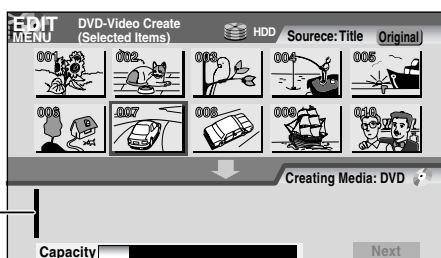 EDIT
MENU
DVD-Video Create
(Selected Items)
HDD
Sourece: Title
Original
001
002
003
004
005
006
007
008
009
010
Creating Media: DVD
Capacity
Next